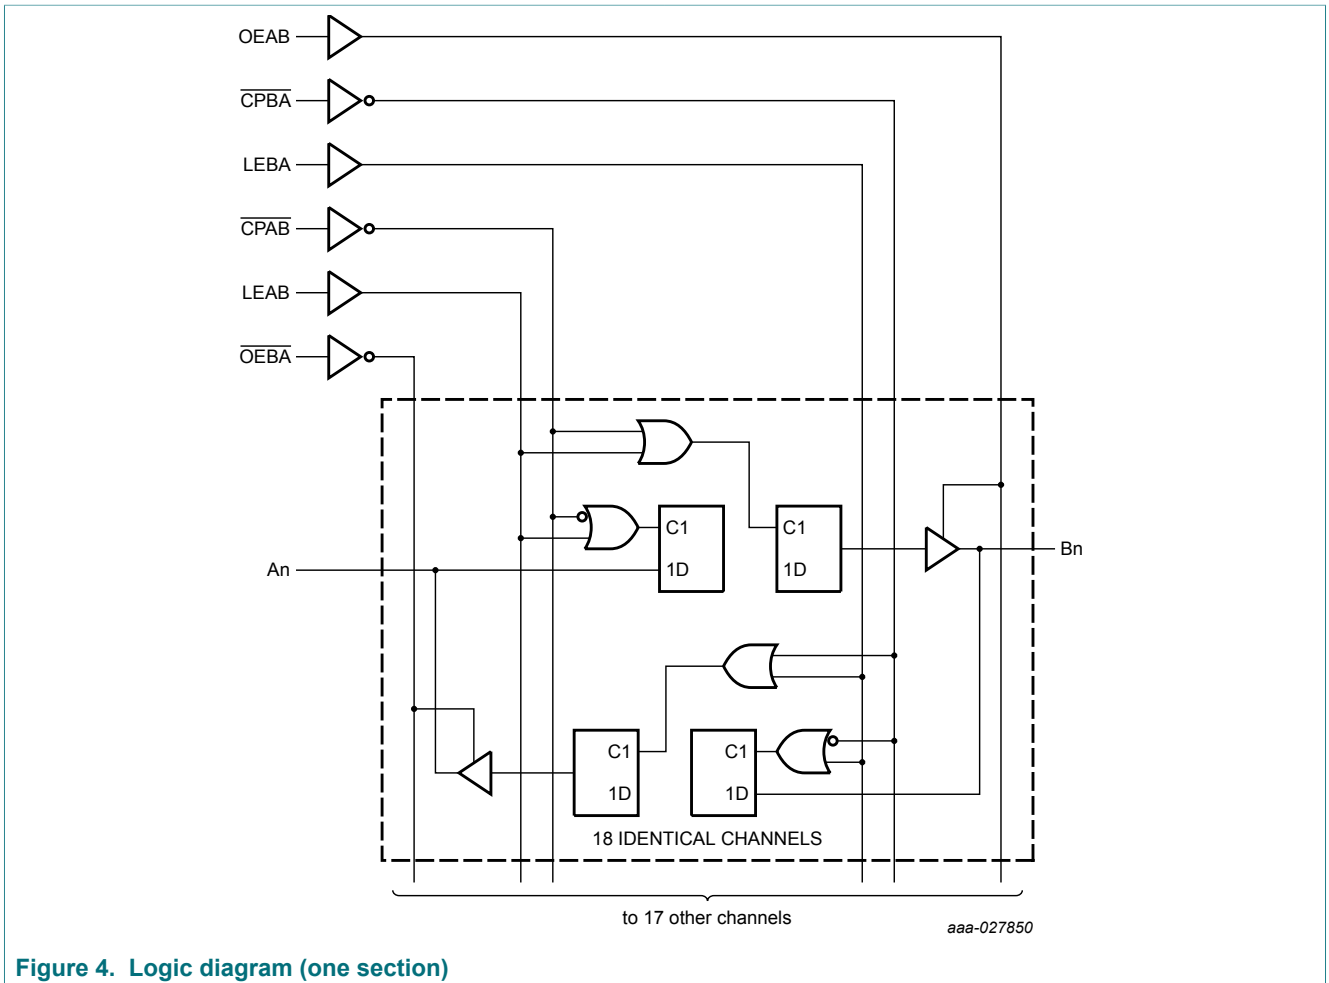 OEAB
CPBA
LEBA
CPAB
LEAB
OEBA
C1
1D
C1
1D
An
Bn
C1
1D
C1
1D
18 IDENTICAL CHANNELS
to 17 other channels
aaa-027850
Figure 4. Logic diagram (one section)